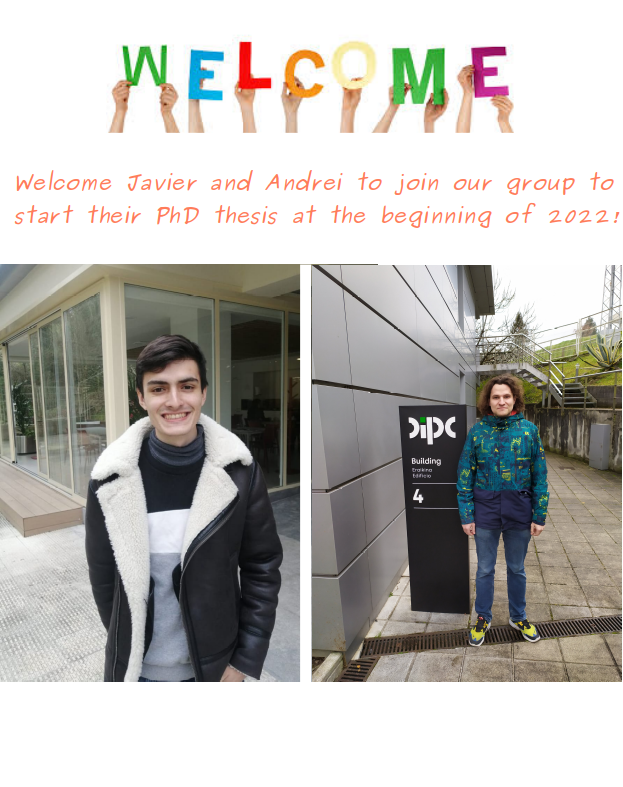 WELCOME
Welcome Javier and Andrei to join our group to
start their PhD thesis at the beginning of 2022!
dipc
Building
Eraikina
Edificio
4